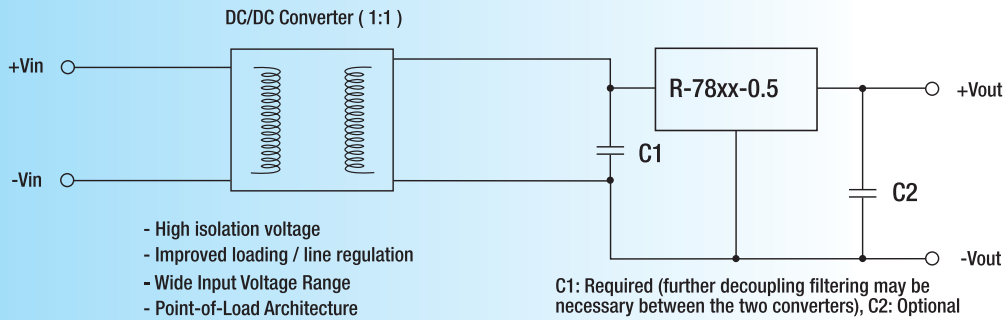 DC/DC Converter ( 1:1 )
+Vin
R-78xx-0.5
+Vout
C1
-Vin
C2
- High isolation voltage
- Improved loading / line regulation
- Wide Input Voltage Range
- Point-of-Load Architecture
-Vout
C1: Required (further decoupling filtering may be
necessary between the two converters), C2: Optional